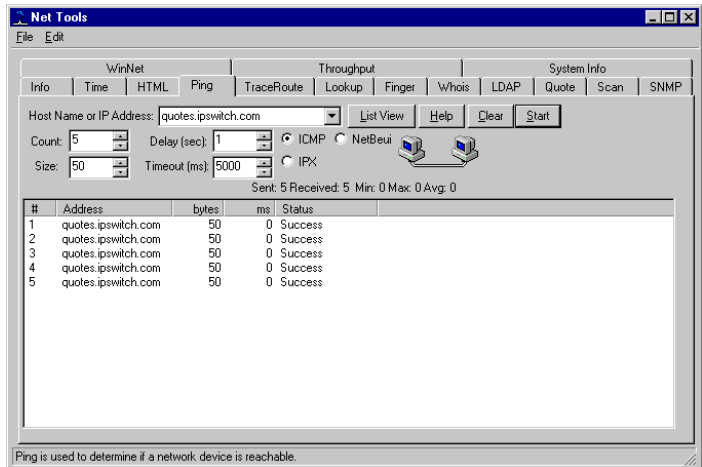 Net Tools
File Edit
WinNet Throughput System Info
Info Time HTML Ping TraceRoute Lookup Finger Whois LDAP Quote Scan SNMP
Host Name or IP Address: quotes.ipswitch.com List View Help Clear Start
Count: 5 Delay (sec): 1 ICMP NetBeui
Size: 50 Timeout (ms): 5000 IPX
Sent: 5 Received: 5 Min: 0 Max: 0 Avg: 0
# Address bytes ms Status
1 quotes.ipswitch.com 50 0 Success
2 quotes.ipswitch.com 50 0 Success
3 quotes.ipswitch.com 50 0 Success
4 quotes.ipswitch.com 50 0 Success
5 quotes.ipswitch.com 50 0 Success
Ping is used to determine if a network device is reachable.